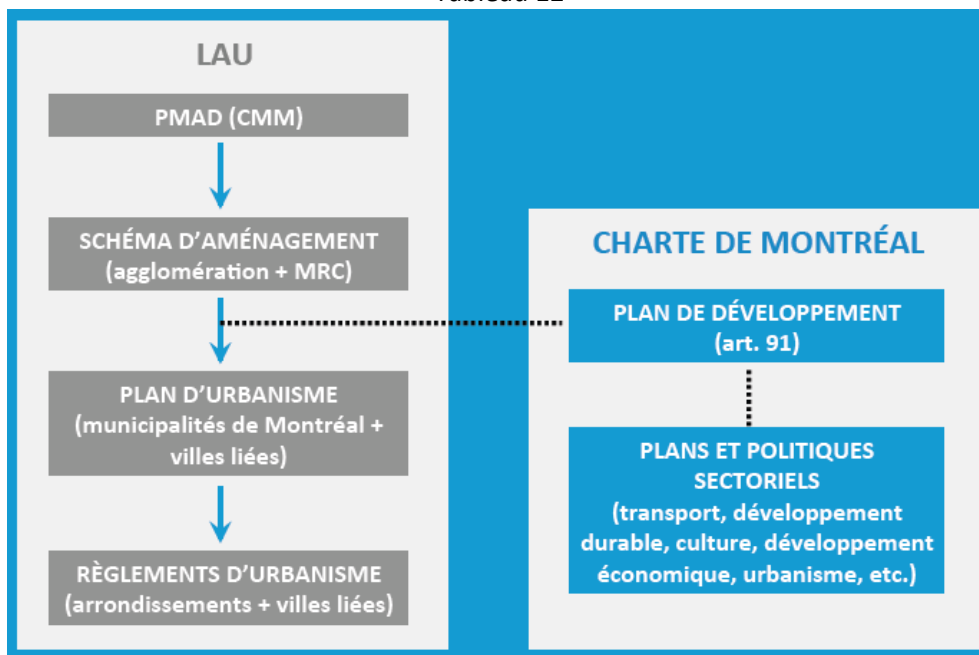 LAU
PMAD (CMM)
SCHÉMA D'AMÉNAGEMENT
(agglomération + MRC)
PLAN D'URBANISME
(municipalités de Montréal +
villes liées)
RÈGLEMENTS D'URBANISME
(arrondissements + villes liées)
CHARTE DE MONTRÉAL
PLAN DE DÉVELOPPEMENT
(art. 91)
PLANS ET POLITIQUES
SECTORIELS
(transport, développement
durable, culture, développement
économique, urbanisme, etc.)